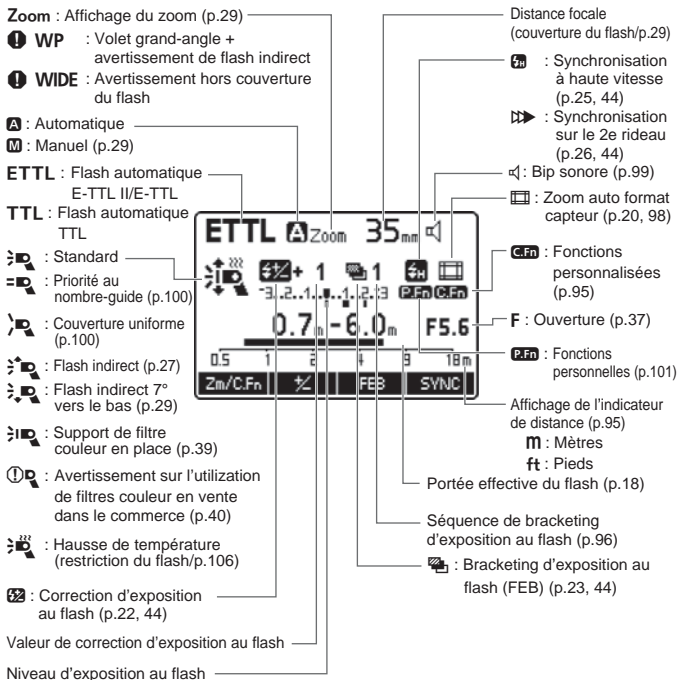 Zoom : Affichage du zoom (p.29)
WP : Volet grand-angle +
avertissement de flash indirect
WIDE : Avertissement hors couverture
du flash
A : Automatique
M : Manuel (p.29)
ETTL : Flash automatique
E-TTL II/E-TTL
TTL : Flash automatique
TTL
: Standard
: Priorité au
nombre-guide (p.100)
: Couverture uniforme
(p.100)
: Flash indirect (p.27)
: Flash indirect 7°
vers le bas (p.29)
: Support de filtre
couleur en place (p.39)
: Avertissement sur l'utilization
de filtres couleur en vente
dans le commerce (p.40)
: Hausse de température
(restriction du flash/p.106)
: Correction d'exposition
au flash (p.22, 44)
Valeur de correction d'exposition au flash
Niveau d'exposition au flash
ETTL A Zoom 35mm
+ 1 1 H
-3..2..1..■..1..2.:3 P.Fn C.Fn
0.7m-6.0m F5.6
0.5 1 2 4 9 18m
Zm/C.Fn +/- FEB SYNC
Distance focale
(couverture du flash/p.29)
H : Synchronisation
à haute vitesse
(p.25, 44)
: Synchronisation
sur le 2e rideau
(p.26, 44)
: Bip sonore (p.99)
: Zoom auto format
capteur (p.20, 98)
C.Fn : Fonctions
personnalisées
(p.95)
F : Ouverture (p.37)
P.Fn : Fonctions
personnelles (p.101)
Affichage de l'indicateur
de distance (p.95)
m : Mètres
ft : Pieds
Portée effective du flash (p.18)
Séquence de bracketing
d'exposition au flash (p.96)
: Bracketing d'exposition au
flash (FEB) (p.23, 44)